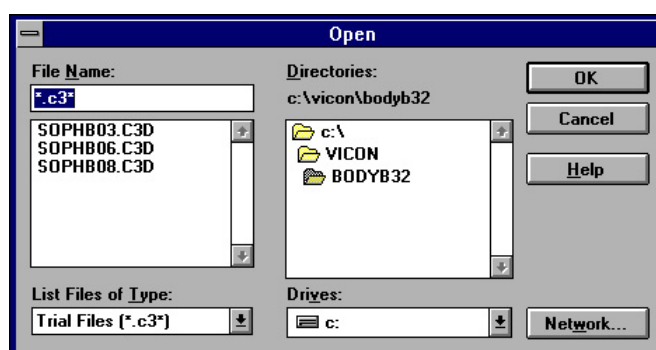 Open
File Name:
*.c3*
SOPHB03.C3D
SOPHB06.C3D
SOPHB08.C3D
List Files of Type:
Trial Files (*.c3*)
Directories:
c:\vicon\bodyb32
c:\
VICON
BODYB32
Drives:
c:
OK
Cancel
Help
Network...